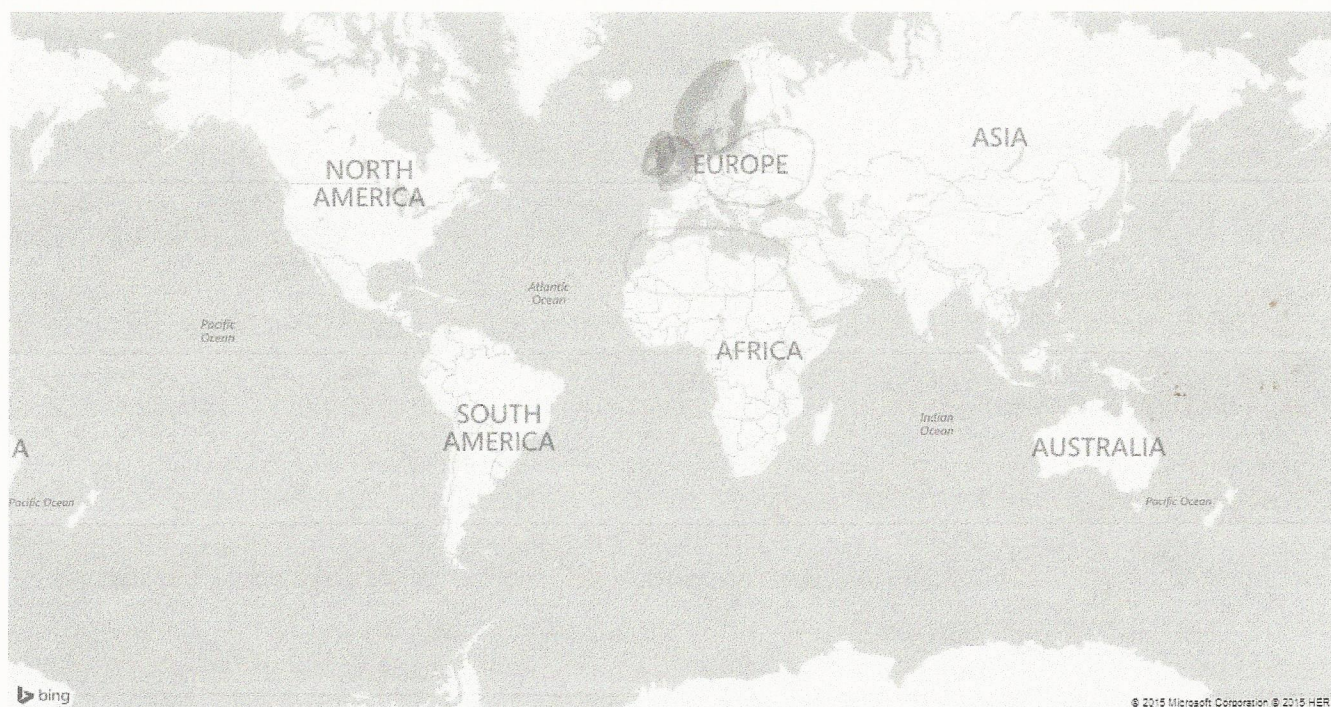 NORTH
AMERICA
EUROPE
ASIA
Atlantic
Ocean
Pacific
Ocean
AFRICA
SOUTH
AMERICA
Indian
Ocean
AUSTRALIA
A
Pacific Ocean
Pacific Ocean
bing
© 2015 Microsoft Corporation © 2015 HER